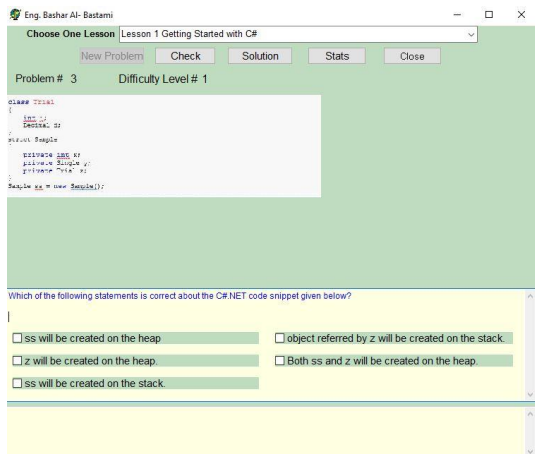 Eng. Bashar Al- Bastami
Choose One Lesson Lesson 1 Getting Started with C#
New Problem Check Solution Stats Close
Problem # 3 Difficulty Level # 1
class Trial
{
int i;
Decimal d;
struct Sample
private int x;
private Single y;
private Trial z;
}
Sample ss = new Sample();
Which of the following statements is correct about the C#.NET code snippet given below?
ss will be created on the heap
object referred by z will be created on the stack.
z will be created on the heap.
Both ss and z will be created on the heap.
ss will be created on the stack.